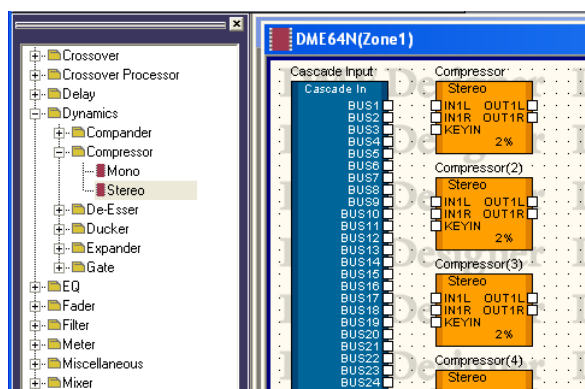 Crossover
Crossover Processor
Delay
Dynamics
Compander
Compressor
Mono
Stereo
De-Esser
Ducker
Expander
Gate
EQ
Fader
Filter
Meter
Miscellaneous
Mixer
DME64N(Zone1)
Cascade Input
Cascade In
BUS1
BUS2
BUS3
BUS4
BUS5
BUS6
BUS7
BUS8
BUS9
BUS10
BUS11
BUS12
BUS13
BUS14
BUS15
BUS16
BUS17
BUS18
BUS19
BUS20
BUS21
BUS22
BUS23
BUS24
Compressor
Stereo
IN1L OUT1L
IN1R OUT1R
KEYIN
2%
Compressor(2)
Stereo
IN1L OUT1L
IN1R OUT1R
KEYIN
2%
Compressor(3)
Stereo
IN1L OUT1L
IN1R OUT1R
KEYIN
2%
Compressor(4)
Stereo
Designer